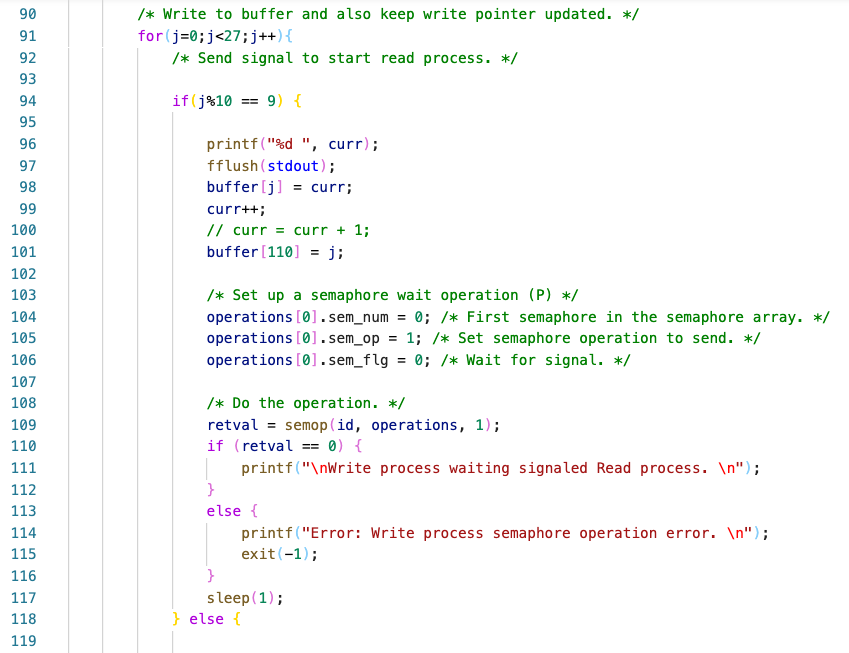 90 /* Write to buffer and also keep write pointer updated. */
91 for(j=0;j<27;j++){
92 /* Send signal to start read process. */
93
94 if(j%10 == 9) {
95
96 printf("%d ", curr);
97 fflush(stdout);
98 buffer[j] = curr;
99 curr++;
100 // curr = curr + 1;
101 buffer[110] = j;
102
103 /* Set up a semaphore wait operation (P) */
104 operations[0].sem_num = 0; /* First semaphore in the semaphore array. */
105 operations[0].sem_op = 1; /* Set semaphore operation to send. */
106 operations[0].sem_flg = 0; /* Wait for signal. */
107
108 /* Do the operation. */
109 retval = semop(id, operations, 1);
110 if (retval == 0) {
111 printf("\nWrite process waiting signaled Read process. \n");
112 }
113 else {
114 printf("Error: Write process semaphore operation error. \n");
115 exit(-1);
116 }
117 sleep(1);
118 } else {
119